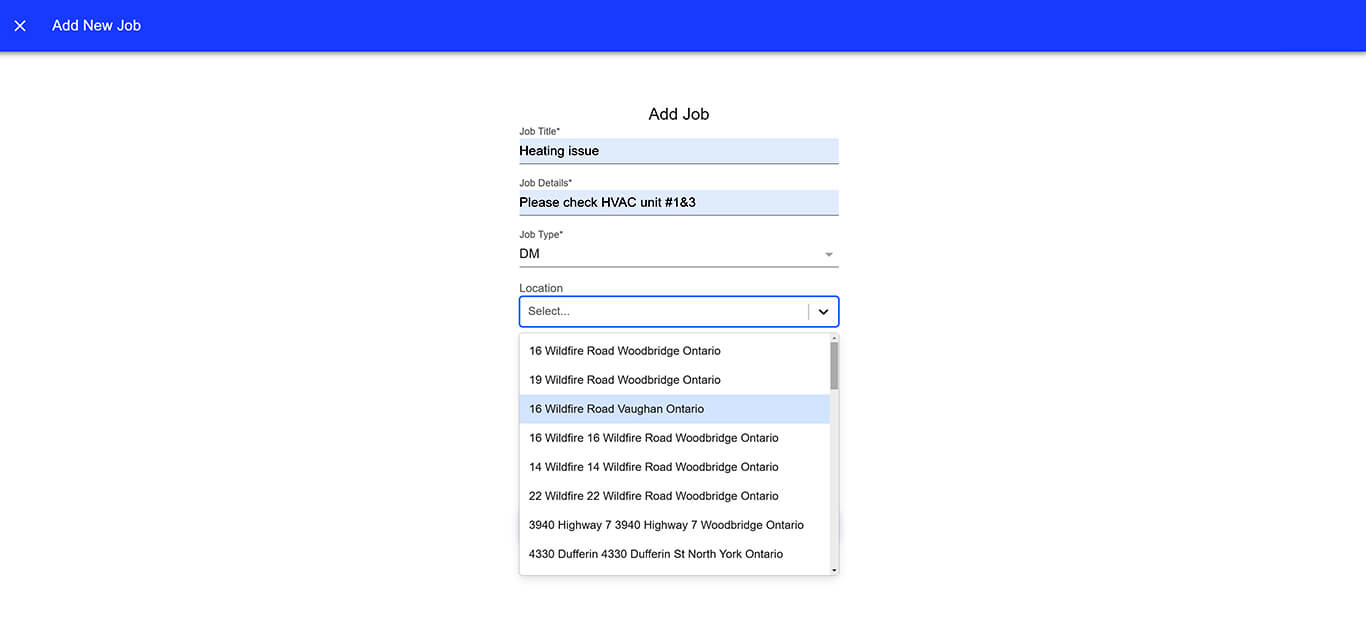 Add New Job
Add Job
Job Title*
Heating issue
Job Details*
Please check HVAC unit #1&3
Job Type*
DM
Location
Select...
16 Wildfire Road Woodbridge Ontario
19 Wildfire Road Woodbridge Ontario
16 Wildfire Road Vaughan Ontario
16 Wildfire 16 Wildfire Road Woodbridge Ontario
14 Wildfire 14 Wildfire Road Woodbridge Ontario
22 Wildfire 22 Wildfire Road Woodbridge Ontario
3940 Highway 7 3940 Highway 7 Woodbridge Ontario
4330 Dufferin 4330 Dufferin St North York Ontario